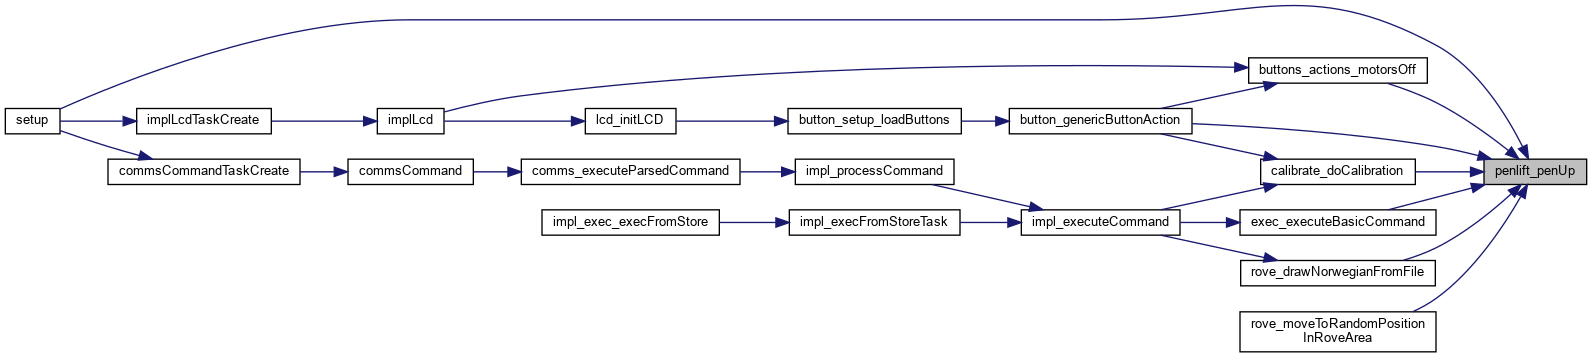 buttons_actions_motorsOff
setup
implLcdTaskCreate
implLcd
lcd_initLCD
button_setup_loadButtons
button_genericButtonAction
commsCommandTaskCreate
commsCommand
comms_executeParsedCommand
impl_processCommand
calibrate_doCalibration
penlift_penUp
impl_exec_execFromStore
impl_execFromStoreTask
impl_executeCommand
exec_executeBasicCommand
rove_drawNorwegianFromFile
rove_moveToRandomPosition
InRoveArea